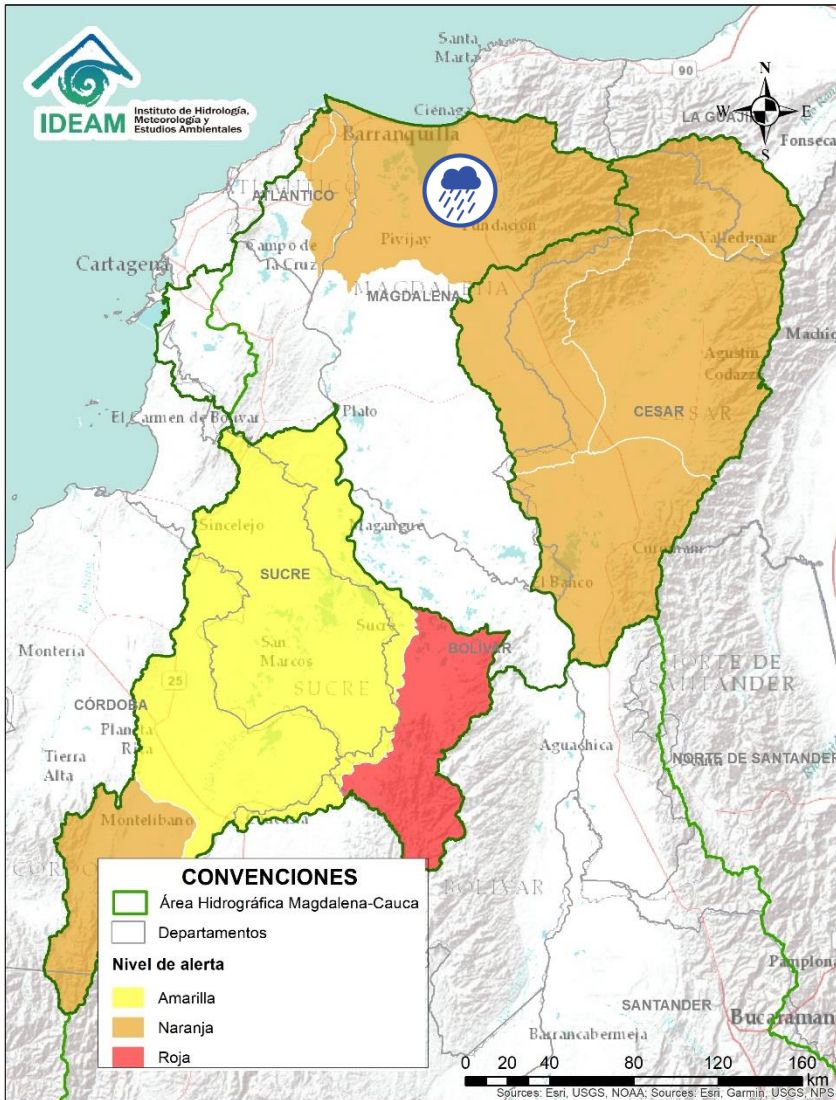 IDEAM
Instituto de Hidrología,
Meteorología y
Estudios Ambientales
Santa
Marta
90
N
W
E
S
LA GUAJI
Fonseca
Ciénaga
Barranquilla
ATLÁNTICO
Fundación
Pivijay
Valledupar
Campo de
la Cruz
Cartagena
MAGDALENA
Agustín
Codazzi
CESAR
CESAR
El Carmen de Bolívar
Plato
Sincelejo
Magangué
SUCRE
El Banco
Sucre
San
Marcos
SUCRE
BOLÍVAR
Montería
25
CÓRDOBA
Planeta
Rica
Tierra
Alta
NORTE DE
SANTANDER
Aguachica
NORTE DE SANTANDER
Montelíbano
BOLÍVAR
CONVENCIONES
Área Hidrográfica Magdalena-Cauca
Departamentos
Nivel de alerta
Amarilla
Naranja
Roja
Pamplona
SANTANDER
Bucaraman
Barrancabermeja
0 20 40 80 120 160
km
Sources: Esri, USGS, NOAA; Sources: Esri, Garmin, USGS, NPS